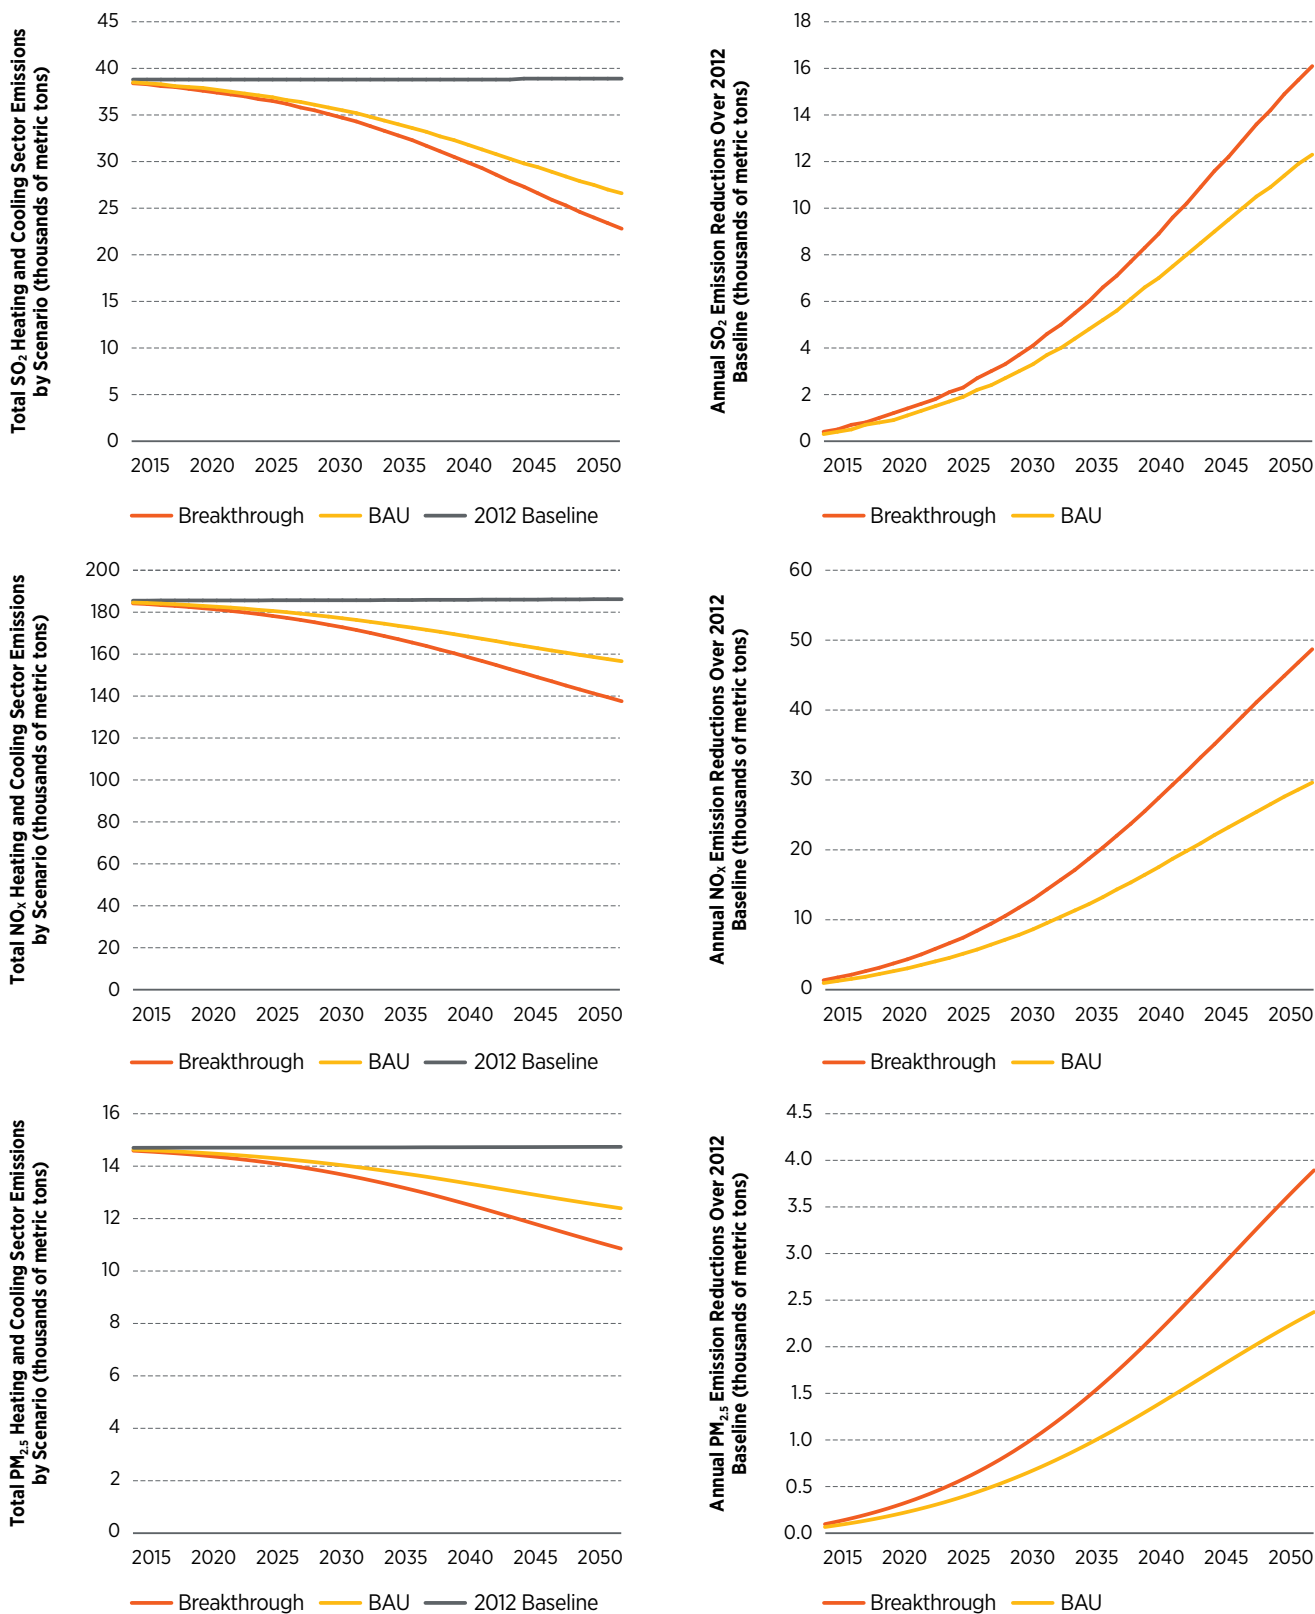 Total SO₂ Heating and Cooling Sector Emissions
by Scenario (thousands of metric tons)
45
40
35
30
25
20
15
10
5
0
2015 2020 2025 2030 2035 2040 2045 2050
Breakthrough BAU 2012 Baseline
Annual SO₂ Emission Reductions Over 2012
Baseline (thousands of metric tons)
18
16
14
12
10
8
6
4
2
0
2015 2020 2025 2030 2035 2040 2045 2050
Breakthrough BAU
Total NOₓ Heating and Cooling Sector Emissions
by Scenario (thousands of metric tons)
200
180
160
140
120
100
80
60
40
20
0
2015 2020 2025 2030 2035 2040 2045 2050
Breakthrough BAU 2012 Baseline
Annual NOₓ Emission Reductions Over 2012
Baseline (thousands of metric tons)
60
50
40
30
20
10
0
2015 2020 2025 2030 2035 2040 2045 2050
Breakthrough BAU
Total PM₂.₅ Heating and Cooling Sector Emissions
by Scenario (thousands of metric tons)
16
14
12
10
8
6
4
2
0
2015 2020 2025 2030 2035 2040 2045 2050
Breakthrough BAU 2012 Baseline
Annual PM₂.₅ Emission Reductions Over 2012
Baseline (thousands of metric tons)
4.5
4.0
3.5
3.0
2.5
2.0
1.5
1.0
0.5
0.0
2015 2020 2025 2030 2035 2040 2045 2050
Breakthrough BAU